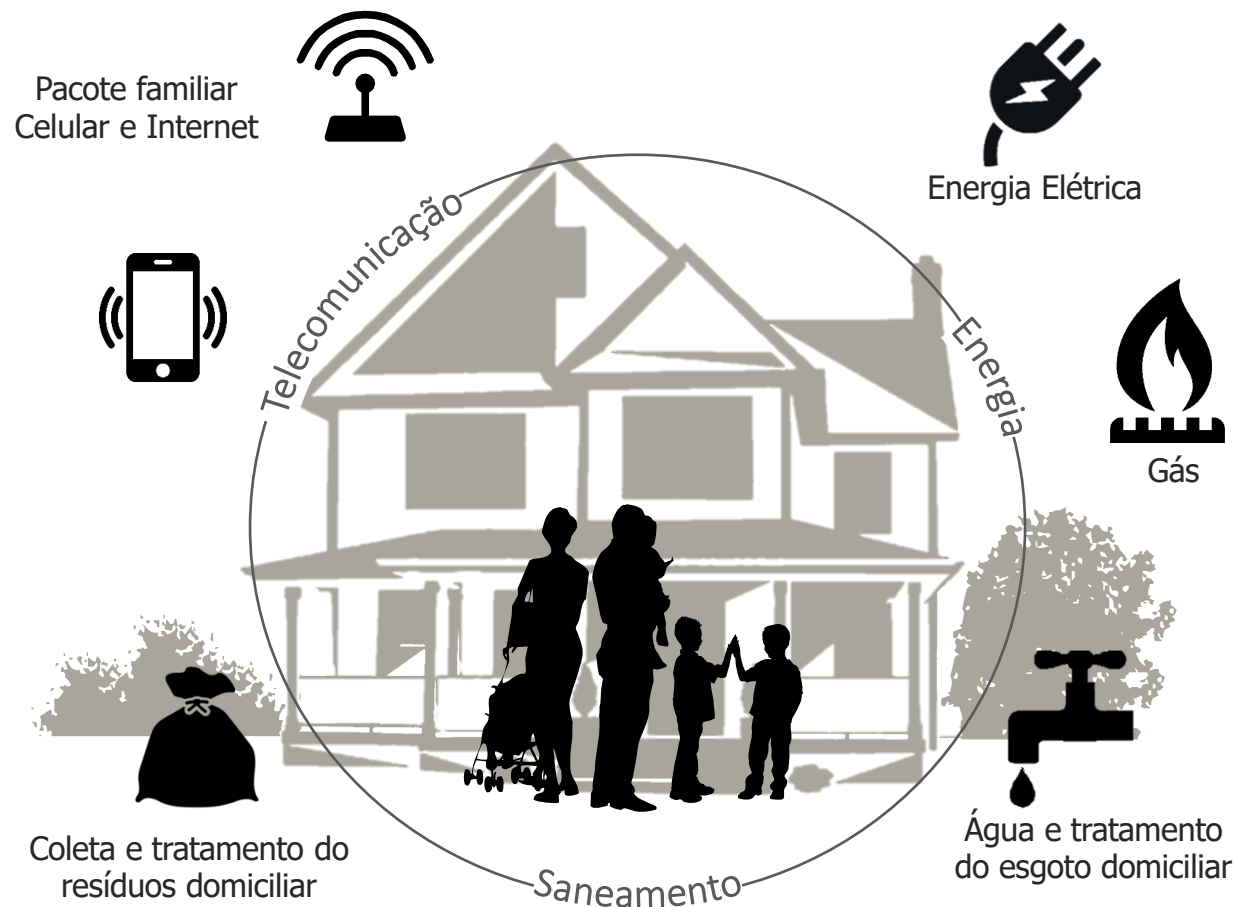 Pacote familiar
Celular e Internet
Energia Elétrica
Telecomunicação
Energia
Gás
Coleta e tratamento do
resíduos domiciliar
Água e tratamento
do esgoto domiciliar
Saneamento